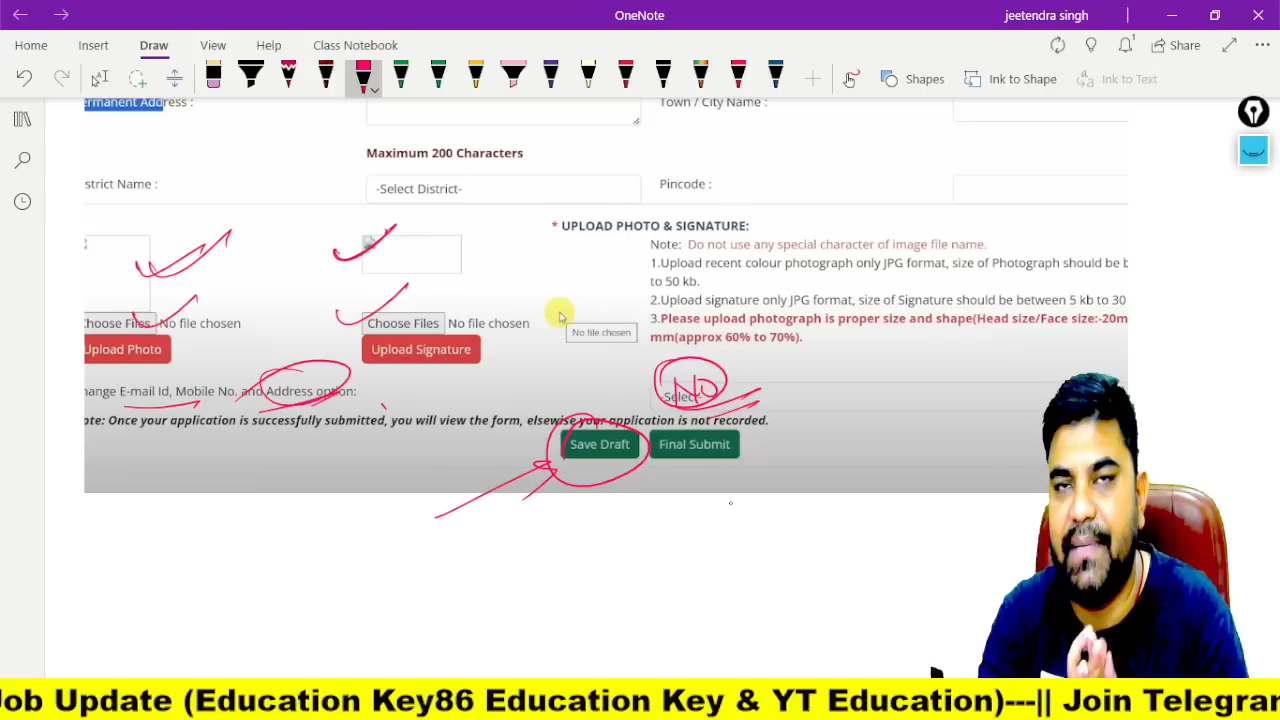 OneNote
jeetendra singh
Home Insert Draw View Help Class Notebook Share
Shapes Ink to Shape Ink to Text
ermanent Address : Town / City Name :
Maximum 200 Characters
strict Name : -Select District- Pincode :
* UPLOAD PHOTO & SIGNATURE:
Note: Do not use any special character of image file name.
1.Upload recent colour photograph only JPG format, size of Photograph should be b
to 50 kb.
2.Upload signature only JPG format, size of Signature should be between 5 kb to 30
3.Please upload photograph is proper size and shape(Head size/Face size:-20m
mm(approx 60% to 70%).
Choose Files No file chosen Choose Files No file chosen No file chosen
Upload Photo Upload Signature
hange E-mail Id, Mobile No. and Address option: -Select- NO
ote: Once your application is successfully submitted, you will view the form, elsewise your application is not recorded.
Save Draft Final Submit
Job Update (Education Key86 Education Key & YT Education)---|| Join Telegra